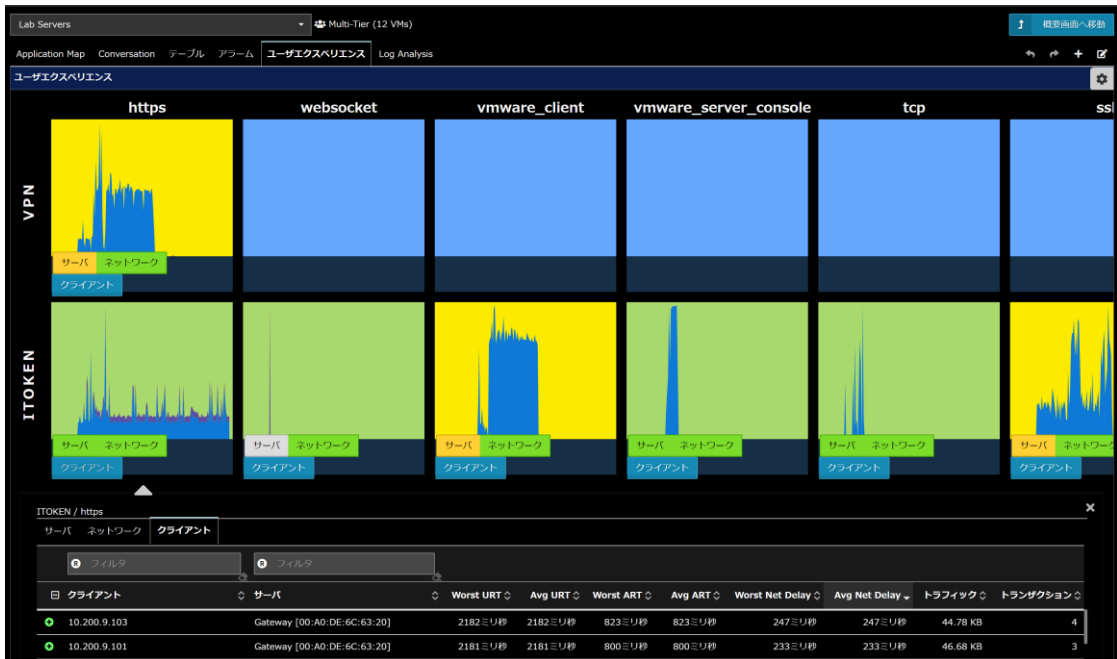 Lab Servers
Multi-Tier (12 VMs)
概要画面へ移動
Application Map Conversation テーブル アラーム ユーザエクスペリエンス Log Analysis
ユーザエクスペリエンス
https websocket vmware_client vmware_server_console tcp ssl
VPN
サーバ ネットワーク
クライアント
ITOKEN
サーバ ネットワーク サーバ ネットワーク サーバ ネットワーク サーバ ネットワーク サーバ ネットワーク サーバ ネットワーク
クライアント クライアント クライアント クライアント クライアント クライアント
ITOKEN / https
サーバ ネットワーク クライアント
R フィルタ R フィルタ
クライアント サーバ Worst URT Avg URT Worst ART Avg ART Worst Net Delay Avg Net Delay トラフィック トランザクション
10.200.9.103 Gateway [00:A0:DE:6C:63:20] 2182ミリ秒 2182ミリ秒 823ミリ秒 823ミリ秒 247ミリ秒 247ミリ秒 44.78 KB 4
10.200.9.101 Gateway [00:A0:DE:6C:63:20] 2181ミリ秒 2181ミリ秒 800ミリ秒 800ミリ秒 233ミリ秒 233ミリ秒 46.68 KB 3